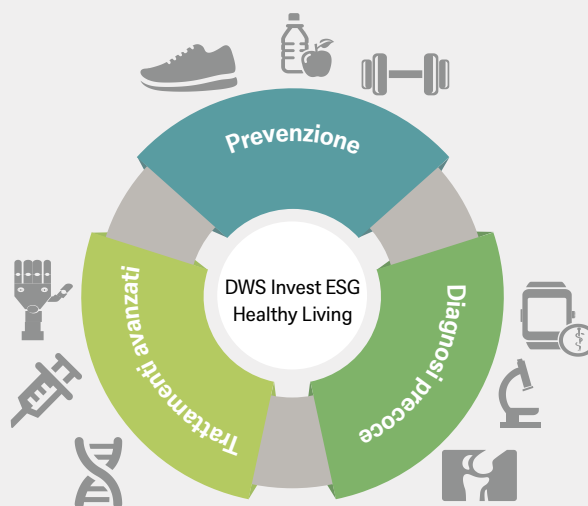 Prevenzione
DWS Invest ESG
Healthy Living
Trattamenti avanzati
Diagnosi precoce